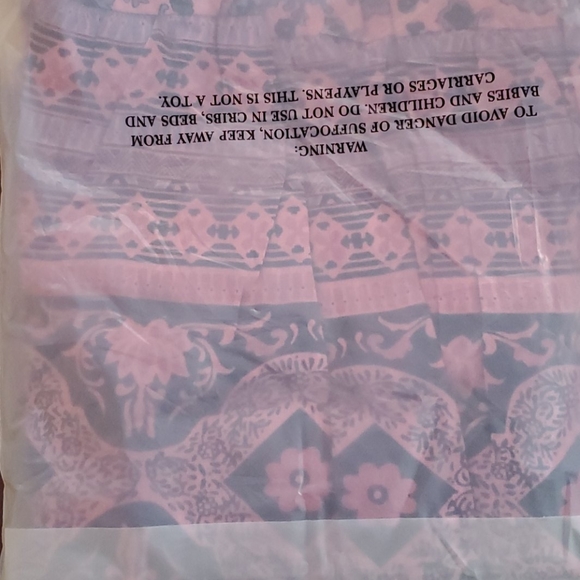 WARNING:
TO AVOID DANGER OF SUFFOCATION, KEEP AWAY FROM
BABIES AND CHILDREN. DO NOT USE IN CRIBS, BEDS AND
CARRIAGES OR PLAYPENS. THIS IS NOT A TOY.